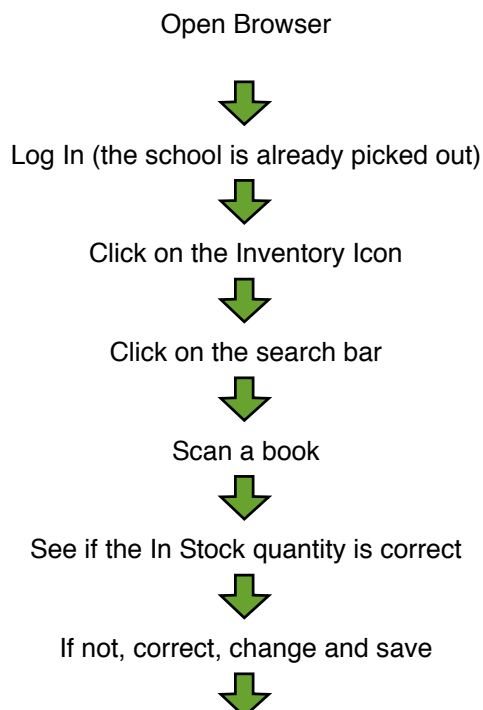 Open Browser
Log In (the school is already picked out)
Click on the Inventory Icon
Click on the search bar
Scan a book
See if the In Stock quantity is correct
If not, correct, change and save